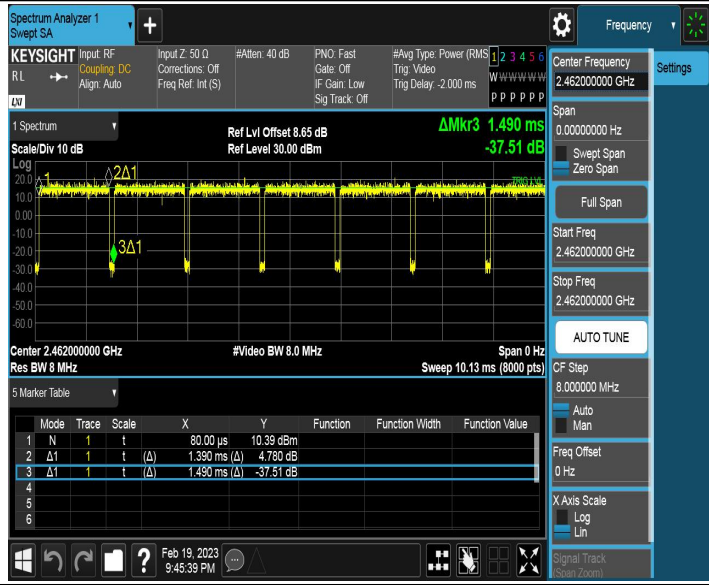 Spectrum Analyzer 1
Swept SA
+
Frequency
KEYSIGHT
RL
LXI
Input: RF
Coupling: DC
Align: Auto
Input Z: 50 Ω
Corrections: Off
Freq Ref: Int (S)
#Atten: 40 dB
PNO: Fast
Gate: Off
IF Gain: Low
Sig Track: Off
#Avg Type: Power (RMS
Trig: Video
Trig Delay: -2.000 ms
1 2 3 4 5 6
W W W W W W
P P P P P P
Settings
Center Frequency
2.462000000 GHz
Span
0.00000000 Hz
Swept Span
Zero Span
Full Span
Start Freq
2.462000000 GHz
Stop Freq
2.462000000 GHz
AUTO TUNE
CF Step
8.000000 MHz
Auto
Man
Freq Offset
0 Hz
X Axis Scale
Log
Lin
Signal Track
(Span Zoom)
1 Spectrum
Scale/Div 10 dB
Ref Lvl Offset 8.65 dB
Ref Level 30.00 dBm
ΔMkr3 1.490 ms
-37.51 dB
Log
20.0
10.0
0.00
-10.0
-20.0
-30.0
-40.0
-50.0
-60.0
1
2Δ1
3Δ1
TRIG LVL
Center 2.462000000 GHz
Res BW 8 MHz
#Video BW 8.0 MHz
Span 0 Hz
Sweep 10.13 ms (8000 pts)
5 Marker Table
Mode Trace Scale X Y Function Function Width Function Value
1 N 1 t 80.00 µs 10.39 dBm
2 Δ1 1 t (Δ) 1.390 ms (Δ) 4.780 dB
3 Δ1 1 t (Δ) 1.490 ms (Δ) -37.51 dB
4
5
6
?
Feb 19, 2023
9:45:39 PM